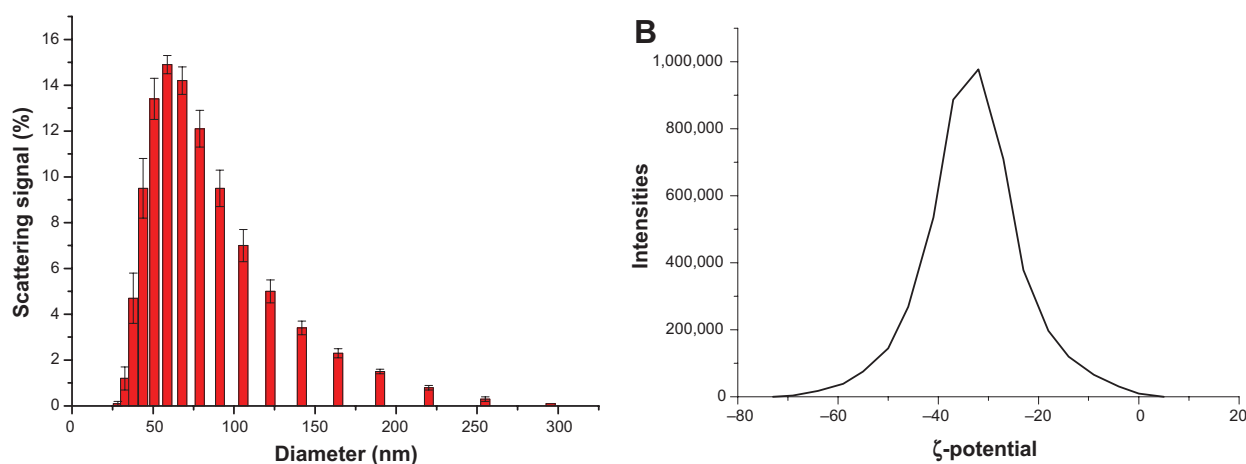 16
14
12
10
8
6
4
2
0
0 50 100 150 200 250 300
Scattering signal (%)
Diameter (nm)
B
1,000,000
800,000
600,000
400,000
200,000
0
–80 –60 –40 –20 0 20
Intensities
ζ-potential